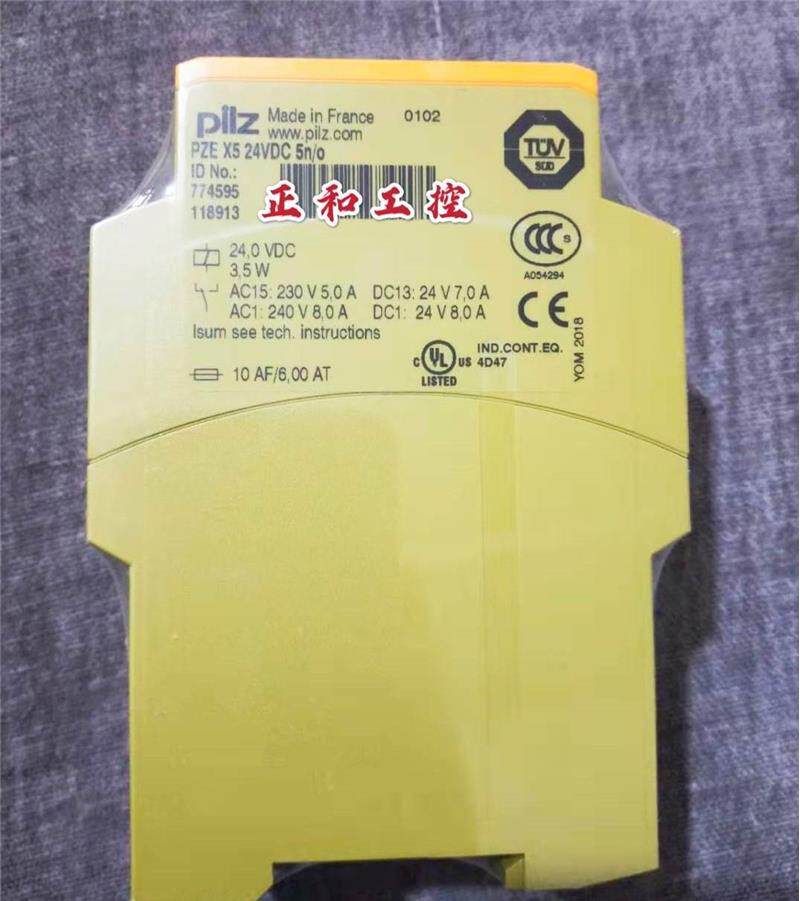 pilz Made in France 0102
www.pilz.com
PZE X5 24VDC 5n/o
ID No.:
774595
118913
正和工控
TÜV
SÜD
CCC S
A054294
24,0 VDC
3,5 W
AC15: 230 V 5,0 A DC13: 24 V 7,0 A
AC1: 240 V 8,0 A DC1: 24 V 8,0 A
Isum see tech. instructions
CE
YOM 2018
C UL US
LISTED
IND.CONT.EQ.
4D47
10 AF/6,00 AT